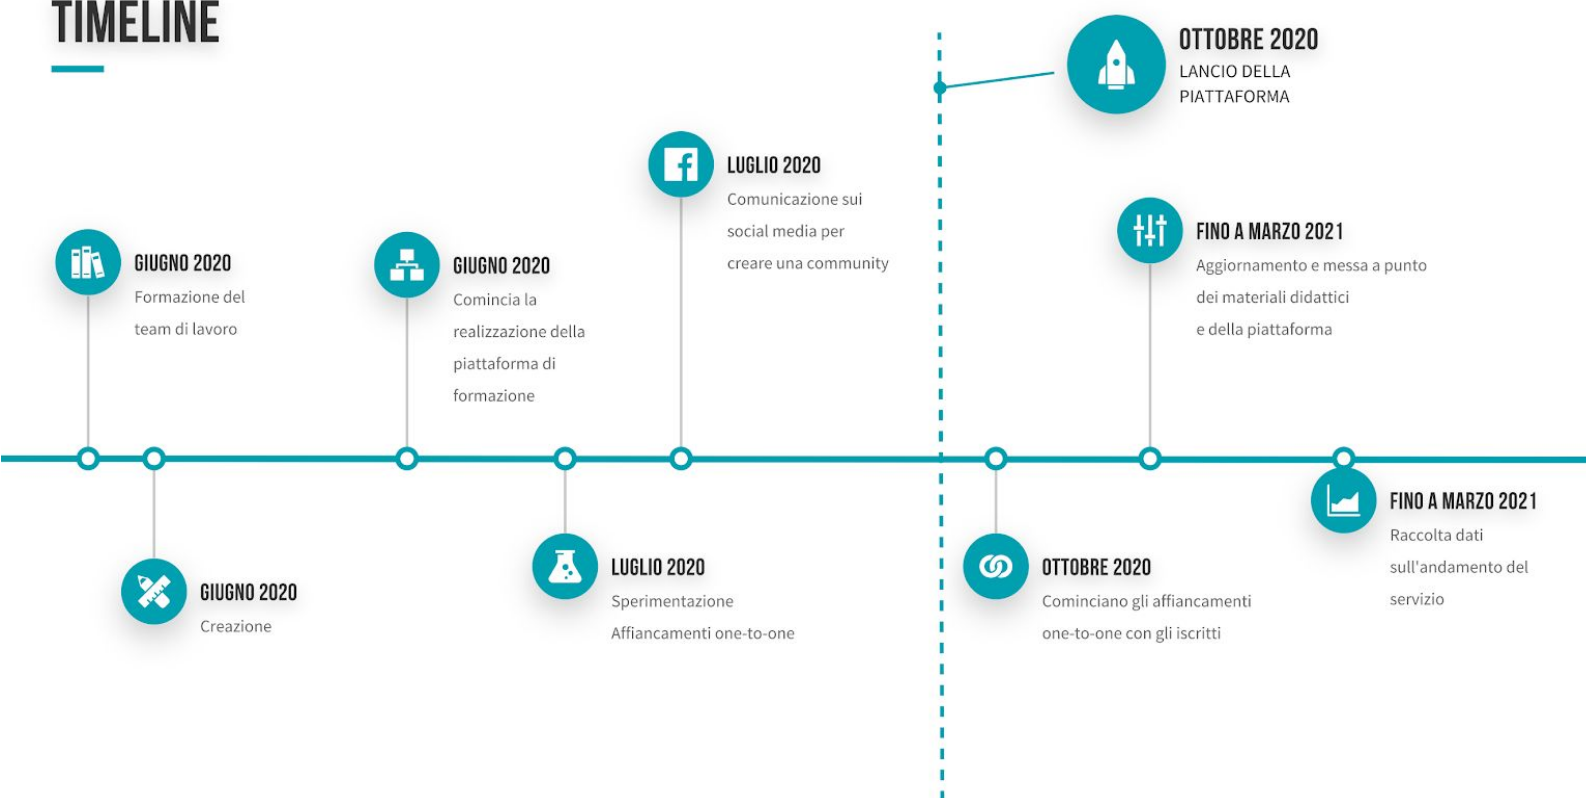 TIMELINE
OTTOBRE 2020
LANCIO DELLA
PIATTAFORMA
LUGLIO 2020
Comunicazione sui
social media per
creare una community
GIUGNO 2020
Formazione del
team di lavoro
GIUGNO 2020
Comincia la
realizzazione della
piattaforma di
formazione
FINO A MARZO 2021
Aggiornamento e messa a punto
dei materiali didattici
e della piattaforma
GIUGNO 2020
Creazione
LUGLIO 2020
Sperimentazione
Affiancamenti one-to-one
OTTOBRE 2020
Cominciano gli affiancamenti
one-to-one con gli iscritti
FINO A MARZO 2021
Raccolta dati
sull'andamento del
servizio